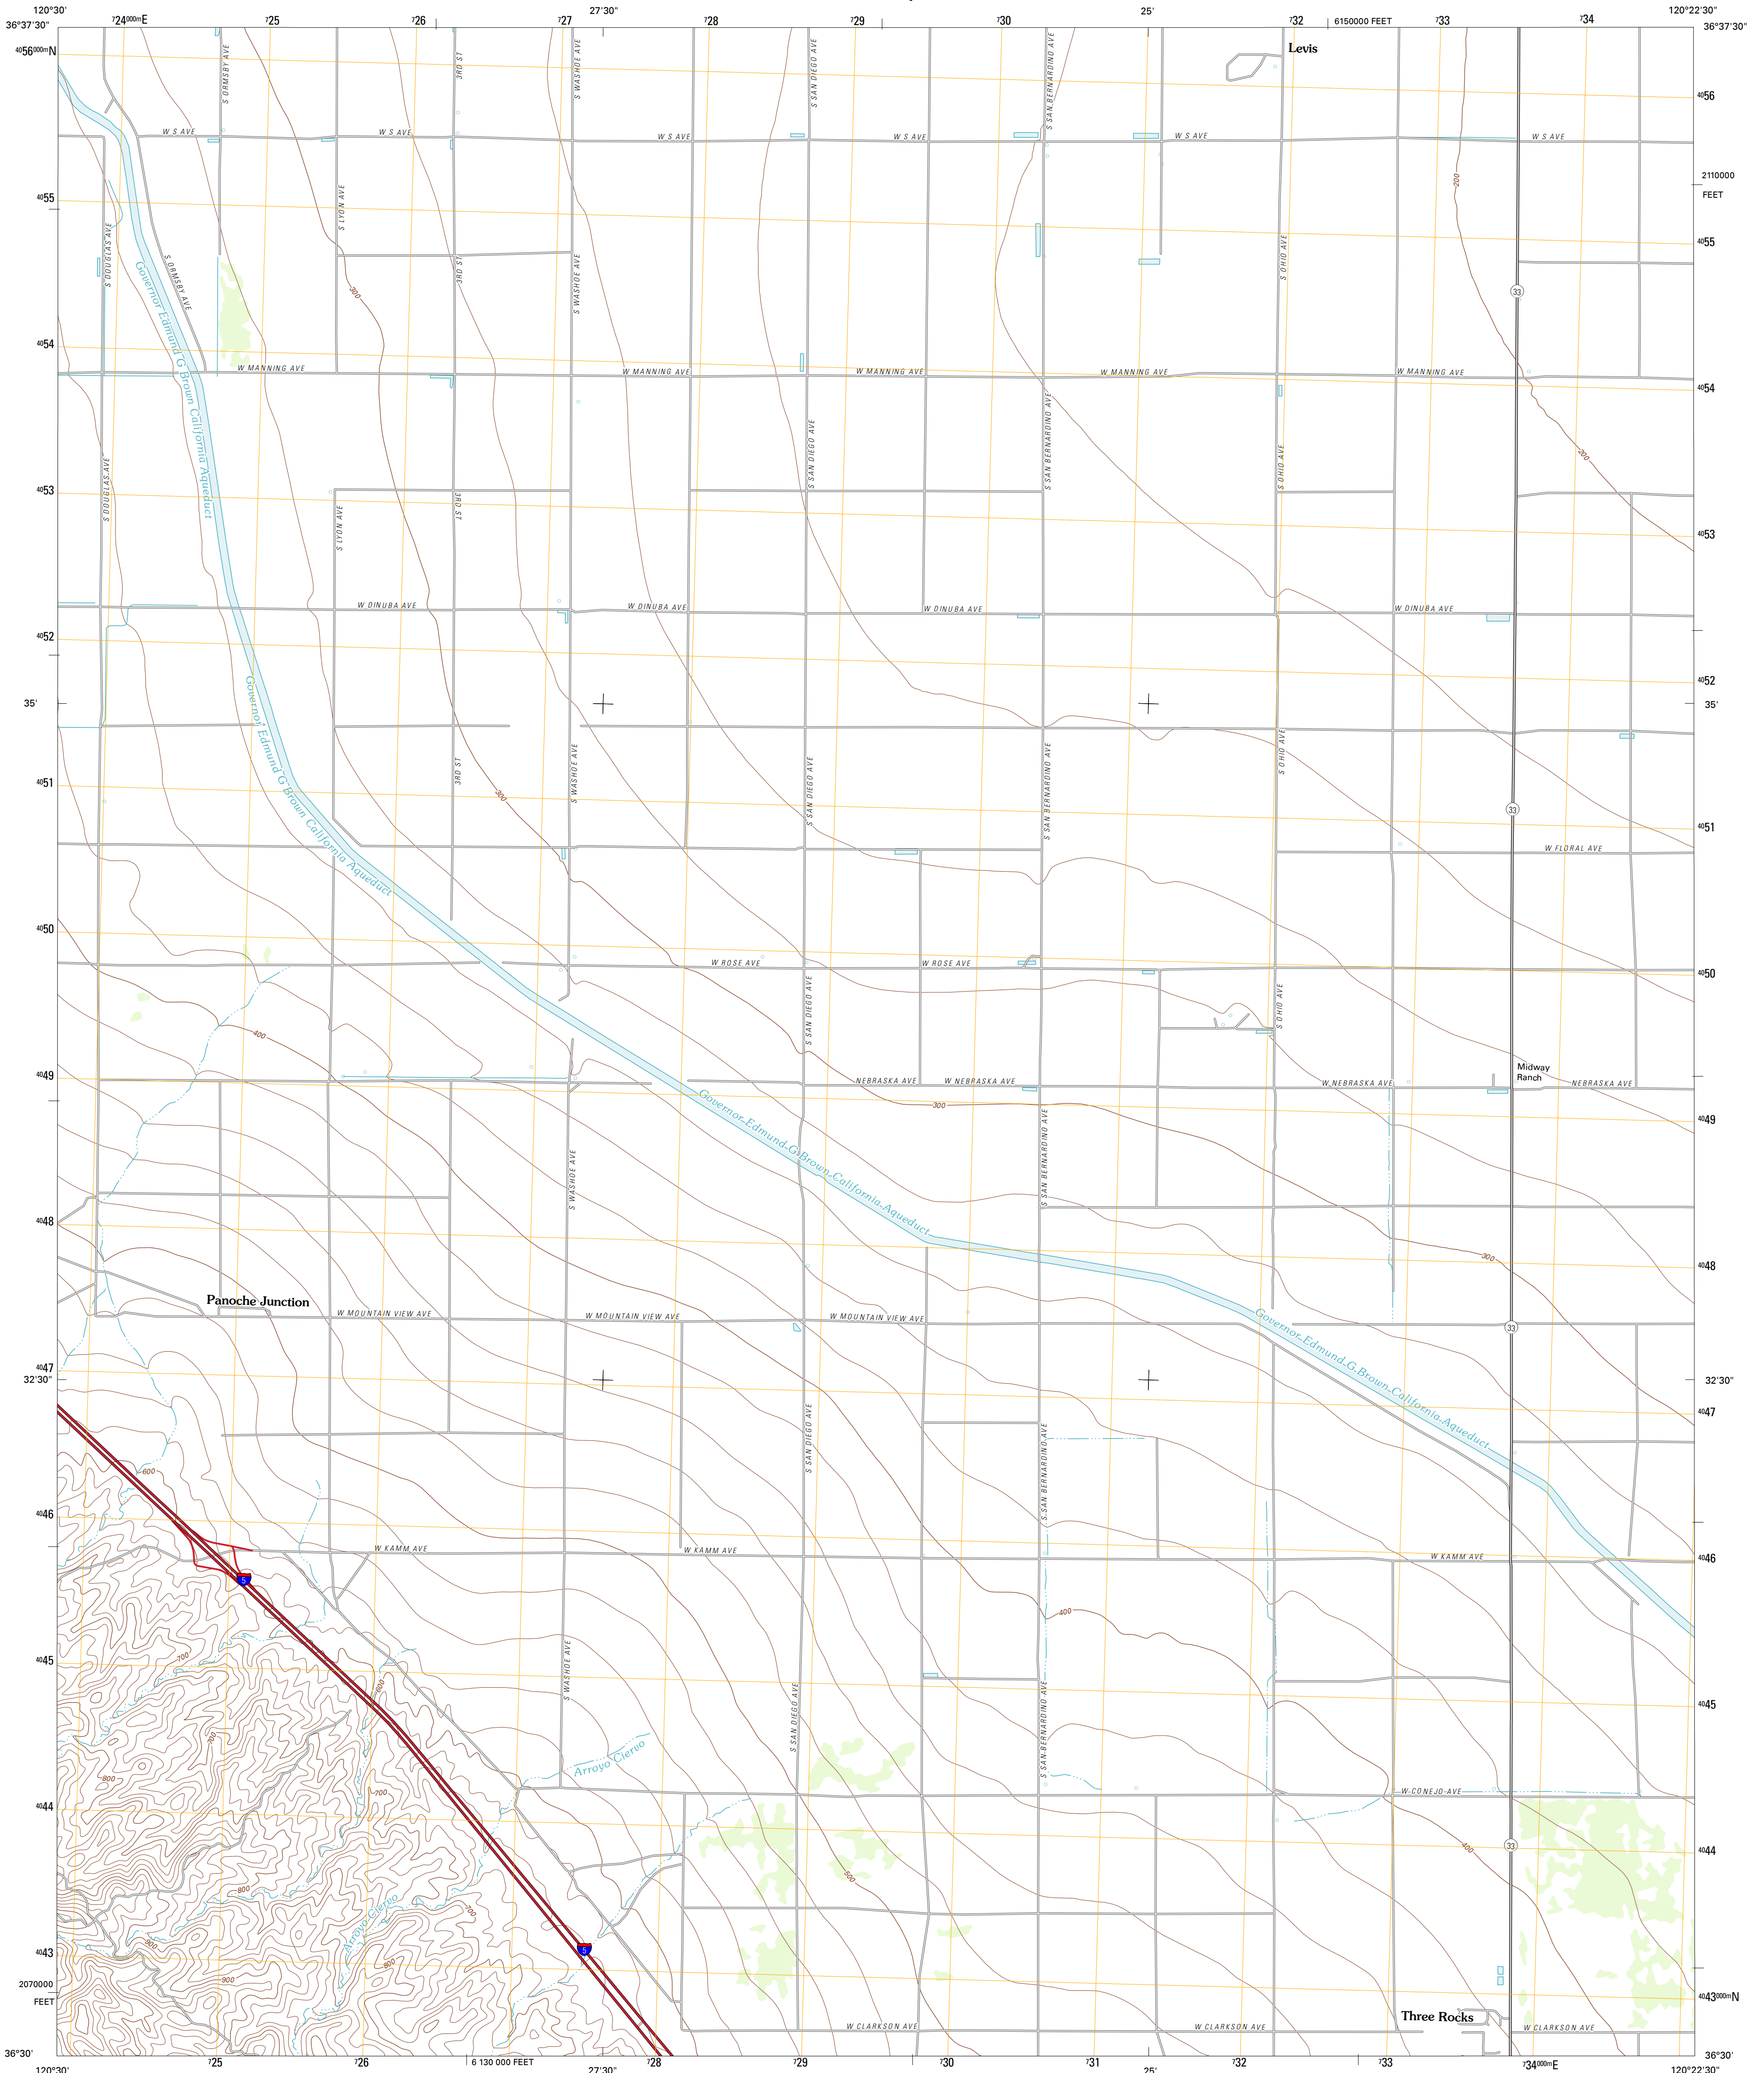 120°30'
⁷24⁰⁰⁰ᵐE
⁷25
⁷26
⁷27
27'30"
⁷28
⁷29
⁷30
25'
⁷32
6150000 FEET
⁷33
⁷34
120°22'30"
36°37'30"
36°37'30"
⁴⁰56⁰⁰⁰ᵐN
Levis
S ORMSBY AVE
3RD ST
S WASHOE AVE
S SAN DIEGO AVE
S SAN BERNARDINO AVE
⁴⁰56
W S AVE
W S AVE
W S AVE
W S AVE
W S AVE
W S AVE
200
2110000
FEET
⁴⁰55
S LYON AVE
S DOUGLAS AVE
S ORMSBY AVE
3RD ST
S WASHOE AVE
S OHIO AVE
⁴⁰55
300
33
Governor Edmund G Brown California Aqueduct
⁴⁰54
W MANNING AVE
W MANNING AVE
W MANNING AVE
W MANNING AVE
W MANNING AVE
⁴⁰54
S DOUGLAS AVE
S LYON AVE
3RD ST
S SAN DIEGO AVE
S SAN BERNARDINO AVE
S OHIO AVE
200
⁴⁰53
⁴⁰53
W DINUBA AVE
W DINUBA AVE
W DINUBA AVE
W DINUBA AVE
⁴⁰52
⁴⁰52
35'
35'
Governor Edmund G Brown California Aqueduct
3RD ST
S WASHOE AVE
S SAN DIEGO AVE
S SAN BERNARDINO AVE
S OHIO AVE
⁴⁰51
300
33
⁴⁰51
W FLORAL AVE
⁴⁰50
W ROSE AVE
W ROSE AVE
⁴⁰50
S SAN DIEGO AVE
S OHIO AVE
400
⁴⁰49
Midway
Ranch
NEBRASKA AVE
W NEBRASKA AVE
W NEBRASKA AVE
NEBRASKA AVE
300
⁴⁰49
Governor Edmund G Brown California Aqueduct
S WASHOE AVE
S SAN BERNARDINO AVE
⁴⁰48
300
⁴⁰48
Panoche Junction
W MOUNTAIN VIEW AVE
W MOUNTAIN VIEW AVE
W MOUNTAIN VIEW AVE
Governor Edmund G Brown California Aqueduct
33
⁴⁰47
32'30"
32'30"
⁴⁰47
S SAN DIEGO AVE
S SAN BERNARDINO AVE
600
⁴⁰46
W KAMM AVE
W KAMM AVE
W KAMM AVE
⁴⁰46
5
400
⁴⁰45
700
600
S WASHOE AVE
S SAN DIEGO AVE
S SAN BERNARDINO AVE
⁴⁰45
700
Arroyo Ciervo
800
700
W CONEJO AVE
⁴⁰44
33
400
⁴⁰44
500
800
700
Arroyo Ciervo
900
800
5
⁴⁰43
900
2070000
FEET
⁴⁰43⁰⁰⁰ᵐN
Three Rocks
W CLARKSON AVE
W CLARKSON AVE
W CLARKSON AVE
36°30'
36°30'
120°30'
⁷25
⁷26
6 130 000 FEET
27'30"
⁷28
⁷29
⁷30
⁷31
25'
⁷32
⁷33
⁷34⁰⁰⁰ᵐE
120°22'30"